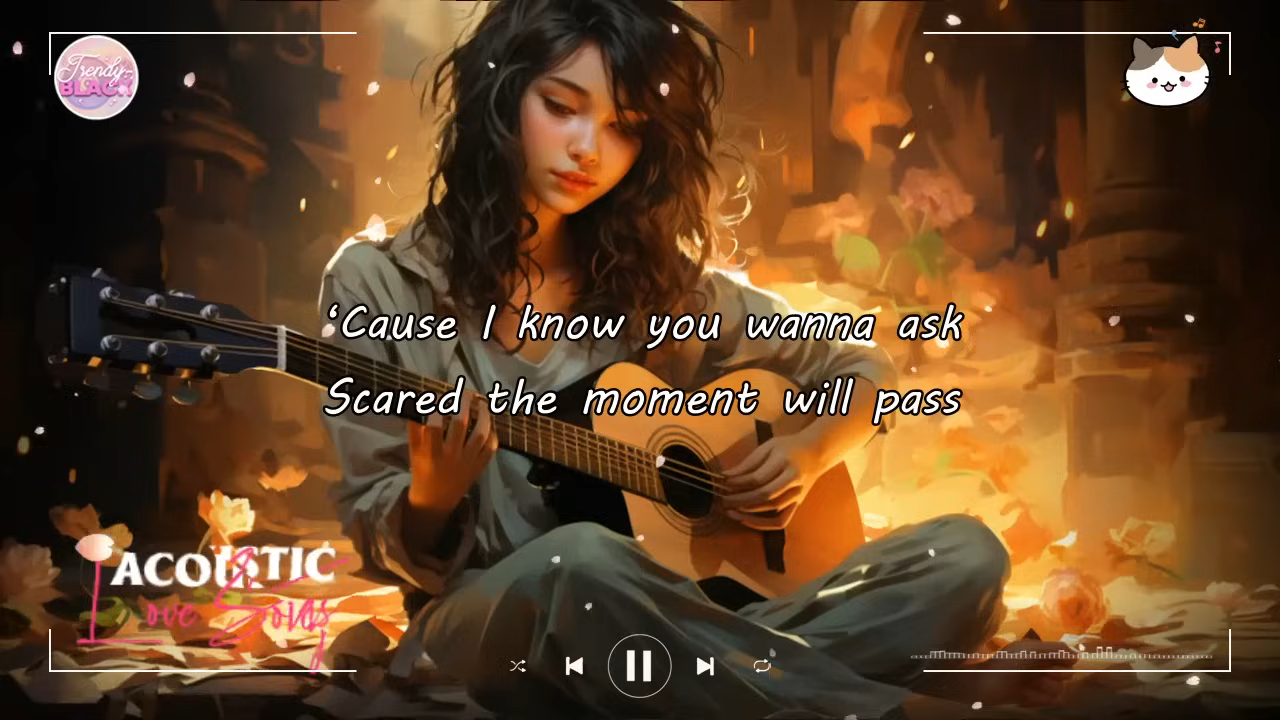 Trendy
BLACK
‘Cause I know you wanna ask
Scared the moment will pass
ACOUSTIC
Love Songs